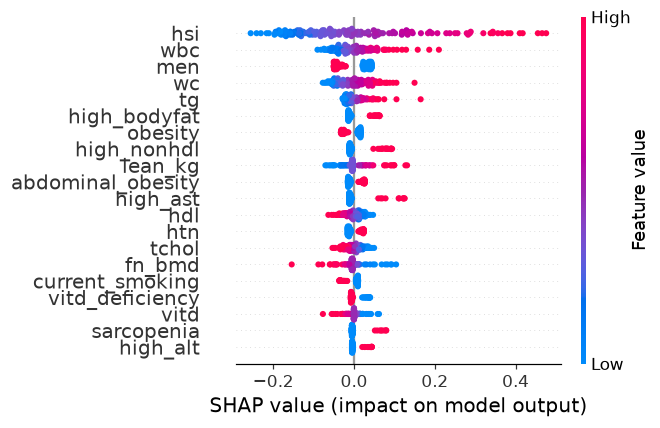 High
hsi
wbc
men
wc
tg
high_bodyfat
obesity
high_nonhdl
lean_kg
abdominal_obesity
high_ast
hdl
htn
tchol
fn_bmd
current_smoking
vitd_deficiency
vitd
sarcopenia
high_alt
Low
Feature value
−0.2 0.0 0.2 0.4
SHAP value (impact on model output)